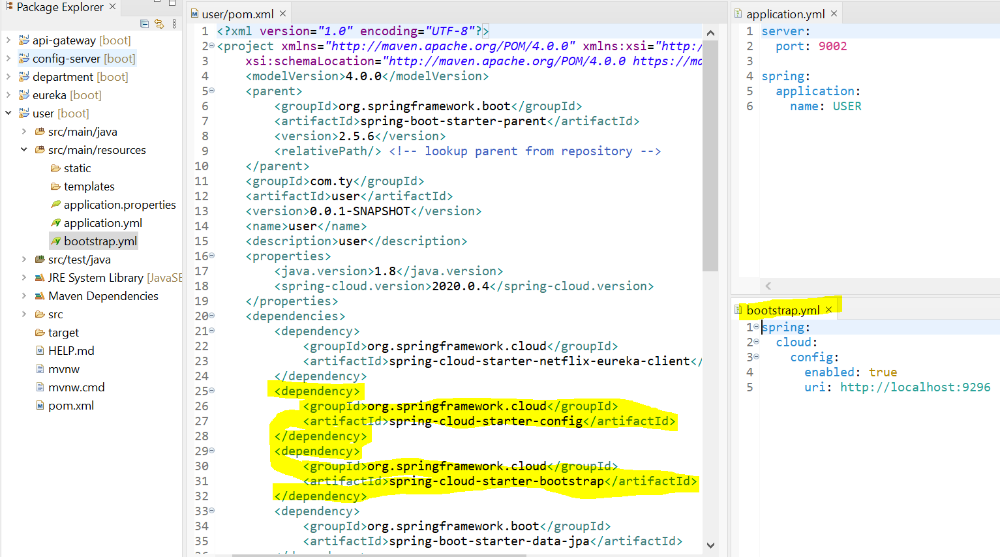 Package Explorer
api-gateway [boot]
config-server [boot]
department [boot]
eureka [boot]
user [boot]
src/main/java
src/main/resources
static
templates
application.properties
application.yml
bootstrap.yml
src/test/java
JRE System Library [JavaSE
Maven Dependencies
src
target
HELP.md
mvnw
mvnw.cmd
pom.xml
user/pom.xml
1 <?xml version="1.0" encoding="UTF-8"?>
2 <project xmlns="http://maven.apache.org/POM/4.0.0" xmlns:xsi="http:/
3 xsi:schemaLocation="http://maven.apache.org/POM/4.0.0 https://ma
4 <modelVersion>4.0.0</modelVersion>
5 <parent>
6 <groupId>org.springframework.boot</groupId>
7 <artifactId>spring-boot-starter-parent</artifactId>
8 <version>2.5.6</version>
9 <relativePath/> <!-- lookup parent from repository -->
10 </parent>
11 <groupId>com.ty</groupId>
12 <artifactId>user</artifactId>
13 <version>0.0.1-SNAPSHOT</version>
14 <name>user</name>
15 <description>user</description>
16 <properties>
17 <java.version>1.8</java.version>
18 <spring-cloud.version>2020.0.4</spring-cloud.version>
19 </properties>
20 <dependencies>
21 <dependency>
22 <groupId>org.springframework.cloud</groupId>
23 <artifactId>spring-cloud-starter-netflix-eureka-client</
24 </dependency>
25 <dependency>
26 <groupId>org.springframework.cloud</groupId>
27 <artifactId>spring-cloud-starter-config</artifactId>
28 </dependency>
29 <dependency>
30 <groupId>org.springframework.cloud</groupId>
31 <artifactId>spring-cloud-starter-bootstrap</artifactId>
32 </dependency>
33 <dependency>
34 <groupId>org.springframework.boot</groupId>
35 <artifactId>spring-boot-starter-data-jpa</artifactId>
application.yml
1 server:
2 port: 9002
3
4 spring:
5 application:
6 name: USER
bootstrap.yml
1 spring:
2 cloud:
3 config:
4 enabled: true
5 uri: http://localhost:9296